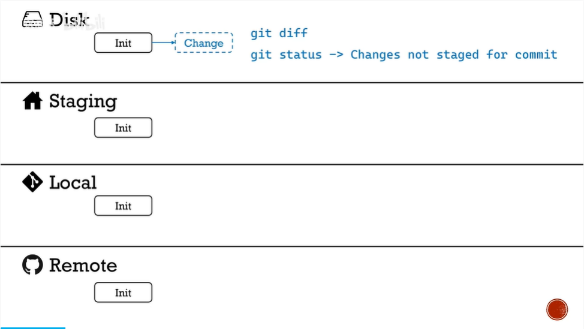 Disk
Init
Change
git diff
git status -> Changes not staged for commit
Staging
Init
Local
Init
Remote
Init